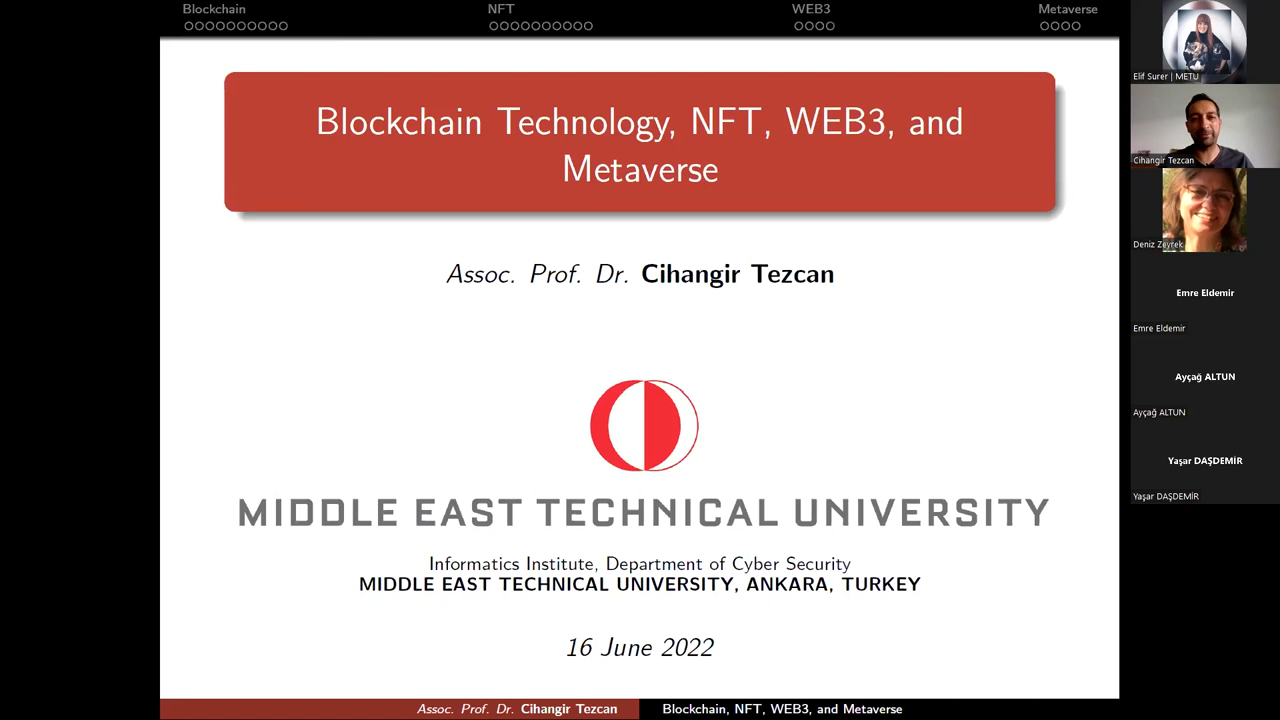 Blockchain
NFT
WEB3
Metaverse
Blockchain Technology, NFT, WEB3, and
Metaverse
Assoc. Prof. Dr. Cihangir Tezcan
MIDDLE EAST TECHNICAL UNIVERSITY
Informatics Institute, Department of Cyber Security
MIDDLE EAST TECHNICAL UNIVERSITY, ANKARA, TURKEY
16 June 2022
Assoc. Prof. Dr. Cihangir Tezcan
Blockchain, NFT, WEB3, and Metaverse
Elif Surer | METU
Cihangir Tezcan
Deniz Zeyrek
Emre Eldemir
Emre Eldemir
Ayçağ ALTUN
Ayçağ ALTUN
Yaşar DAŞDEMİR
Yaşar DAŞDEMİR